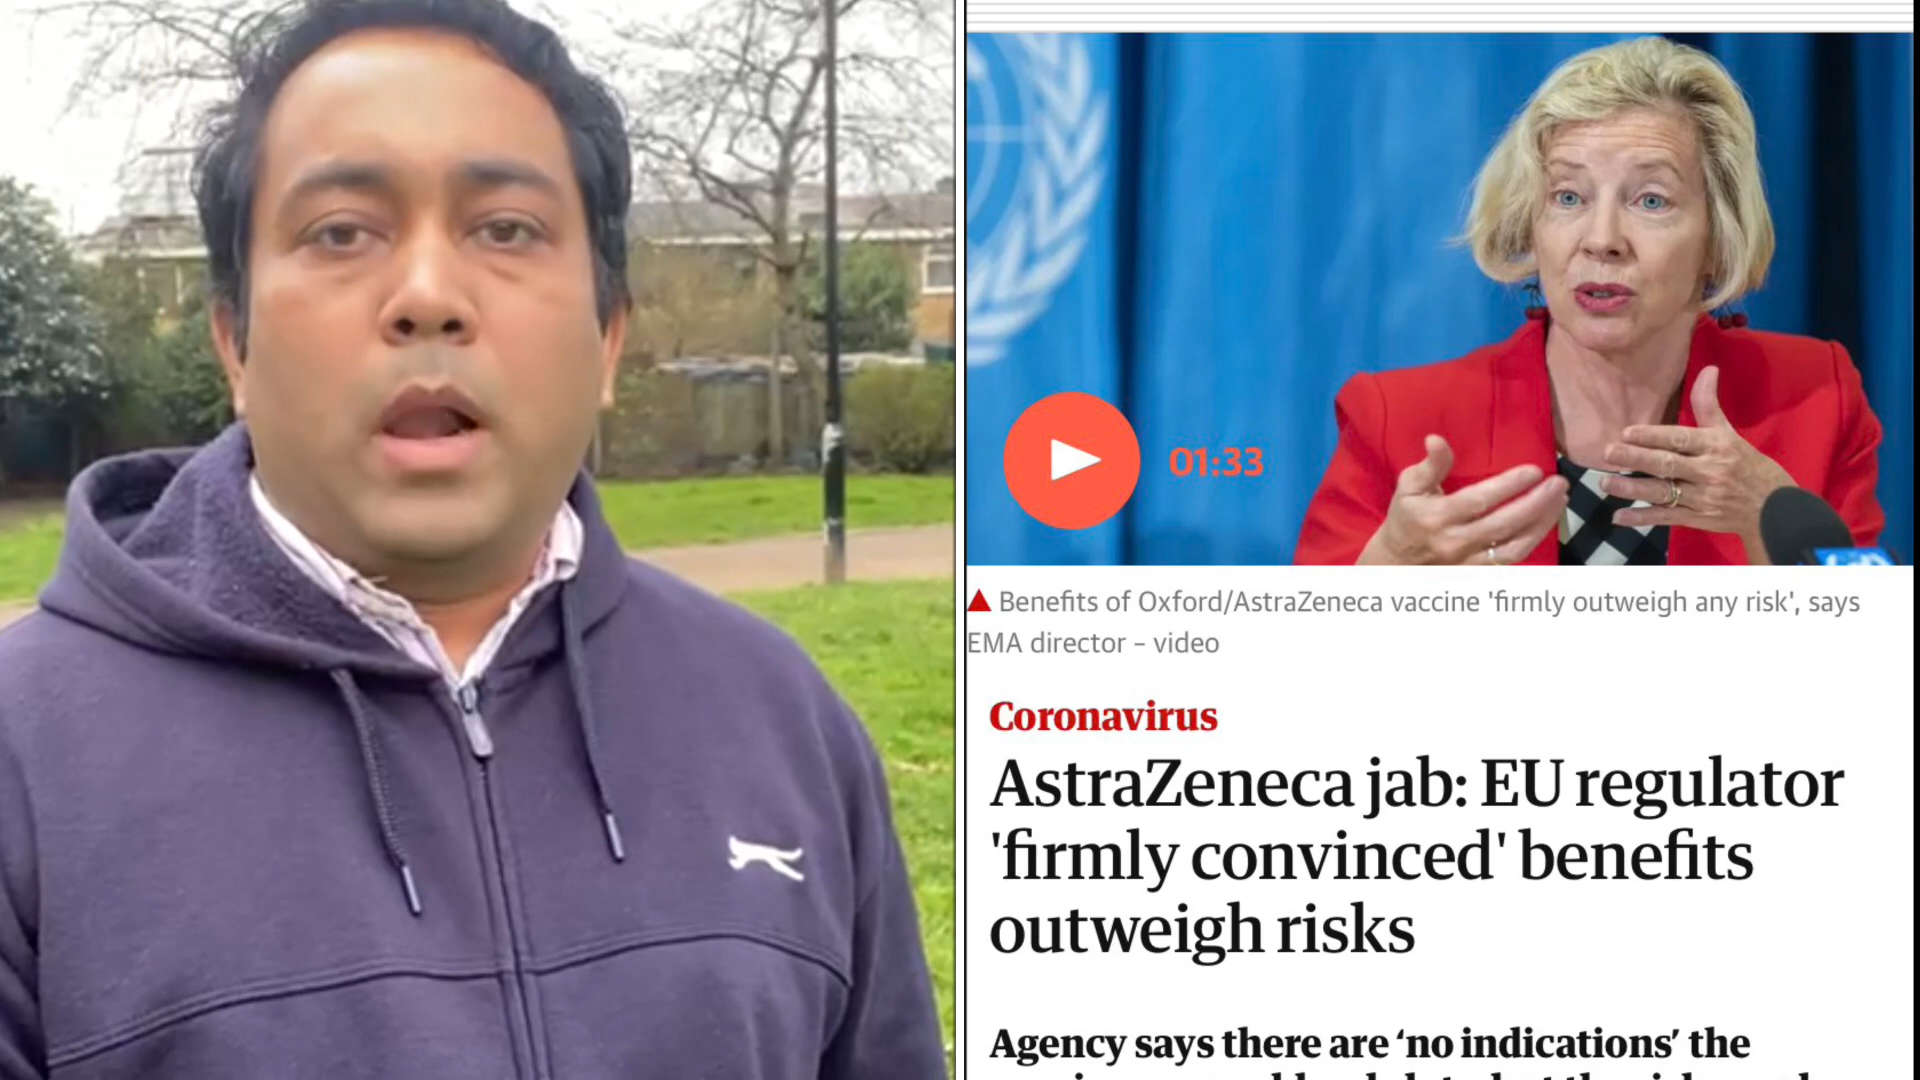 01:33
Benefits of Oxford/AstraZeneca vaccine 'firmly outweigh any risk', says
EMA director – video
Coronavirus
AstraZeneca jab: EU regulator
'firmly convinced' benefits
outweigh risks
Agency says there are ‘no indications’ the